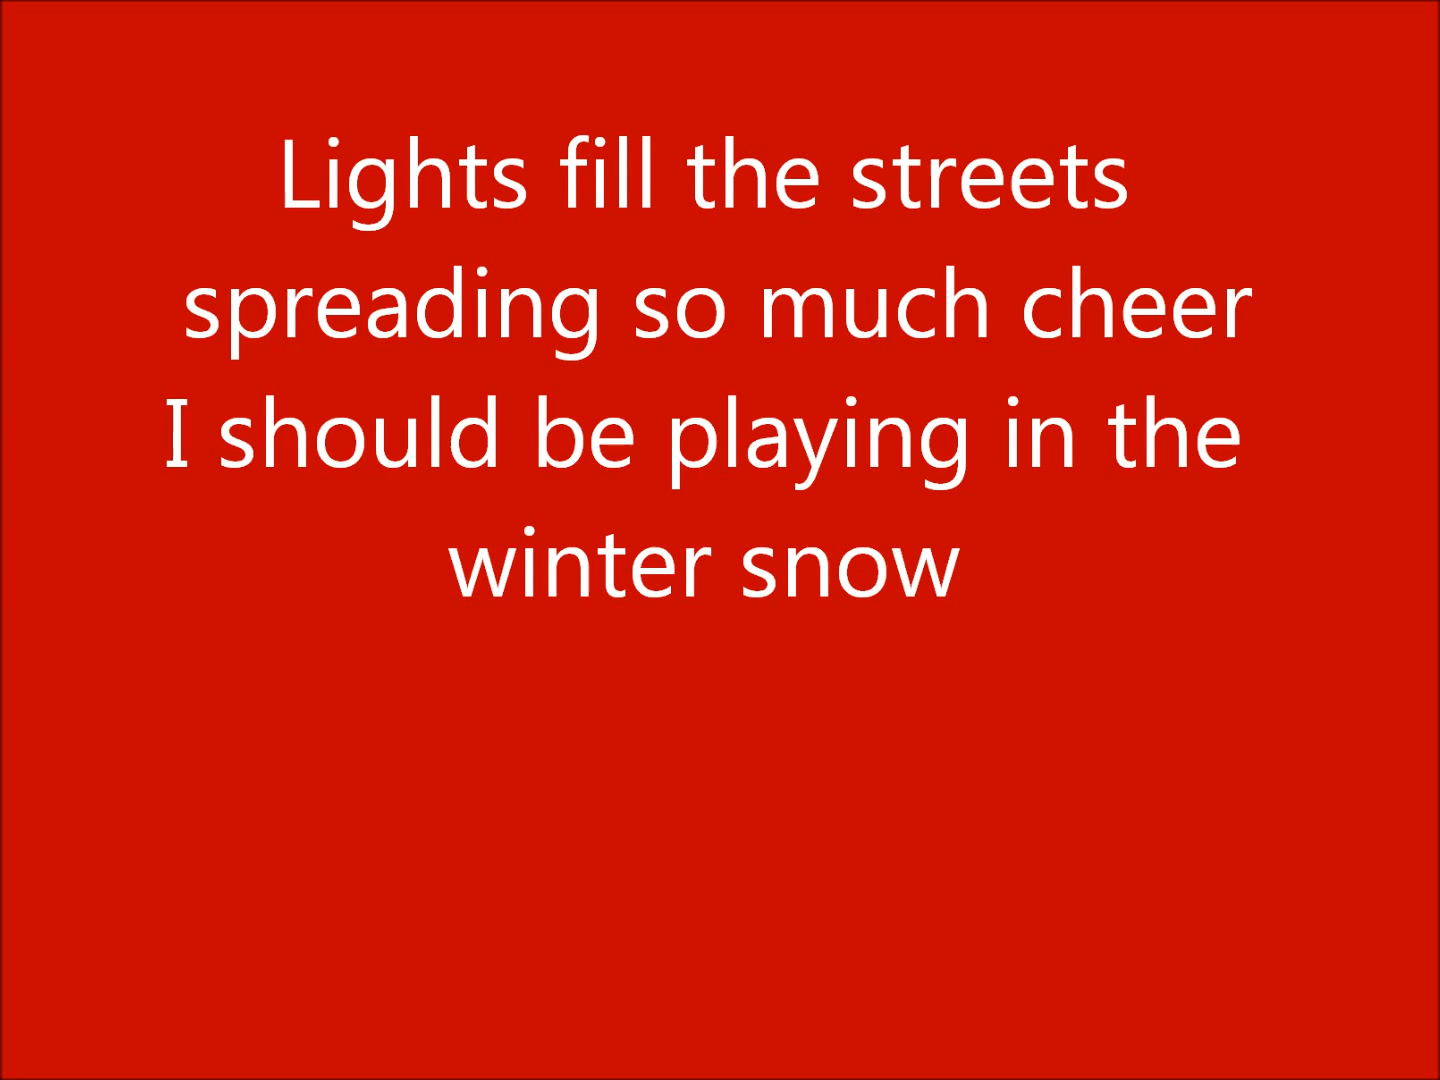 Lights fill the streets
spreading so much cheer
I should be playing in the
winter snow